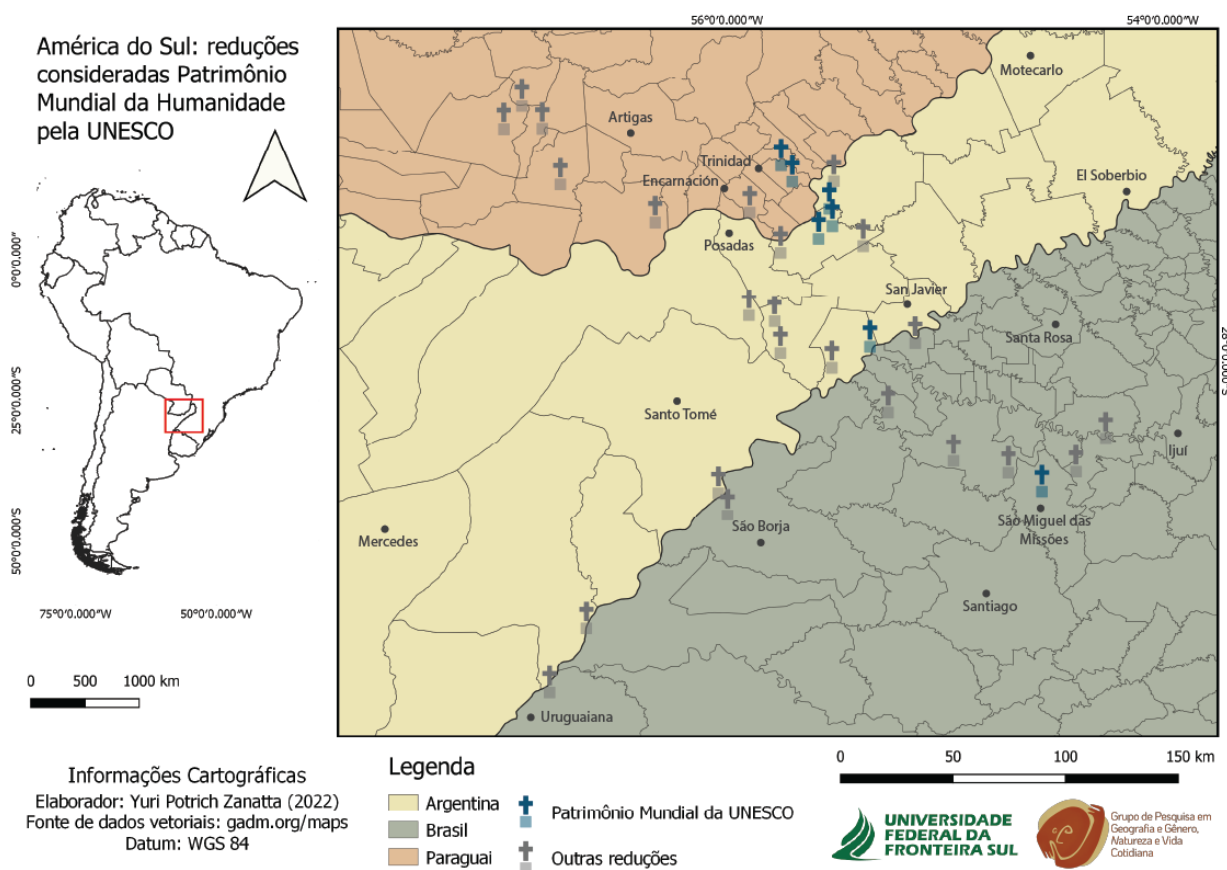 América do Sul: reduções
consideradas Patrimônio
Mundial da Humanidade
pela UNESCO
56°0'0.000"W
54°0'0.000"W
Motecarlo
Artigas
Trinidad
Encarnación
El Soberbio
Posadas
San Javier
Santa Rosa
28°0'0.000"S
Santo Tomé
Ijuí
São Miguel das
Missões
São Borja
Mercedes
Santiago
Uruguaiana
0°0'0.000"
25°0'0.000"S
50°0'0.000"S
75°0'0.000"W
50°0'0.000"W
0 500 1000 km
0 50 100 150 km
Informações Cartográficas
Elaborador: Yuri Potrich Zanatta (2022)
Fonte de dados vetoriais: gadm.org/maps
Datum: WGS 84
Legenda
Argentina
Brasil
Paraguai
Patrimônio Mundial da UNESCO
Outras reduções
UNIVERSIDADE
FEDERAL DA
FRONTEIRA SUL
Grupo de Pesquisa em
Geografia e Gênero,
Natureza e Vida
Cotidiana